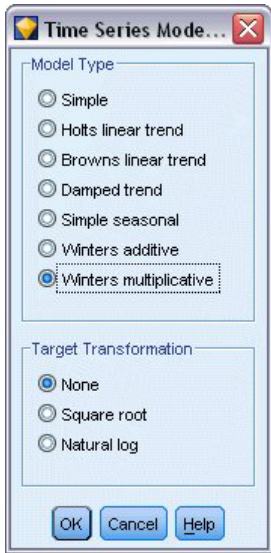 Time Series Mode...
Model Type
Simple
Holts linear trend
Browns linear trend
Damped trend
Simple seasonal
Winters additive
Winters multiplicative
Target Transformation
None
Square root
Natural log
OK Cancel Help